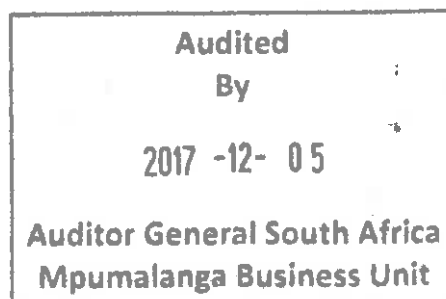 Audited
By
2017 -12- 05
Auditor General South Africa
Mpumalanga Business Unit